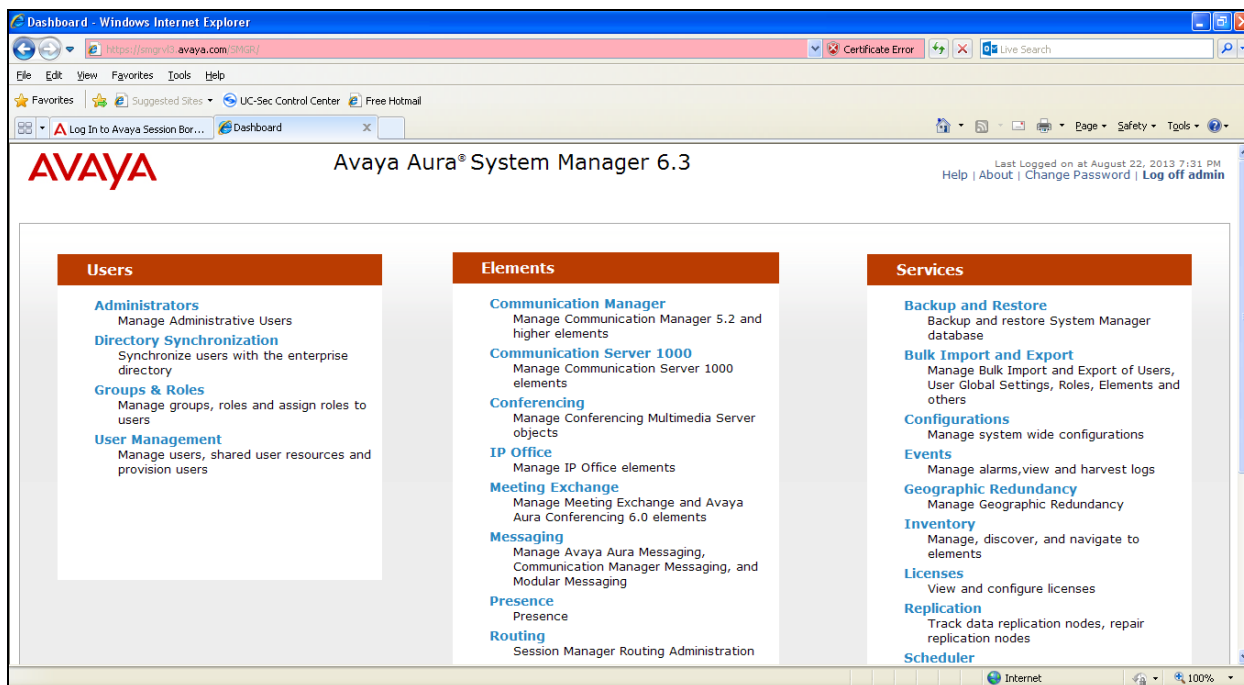 Dashboard - Windows Internet Explorer
https://smgrvl3.avaya.com/SMGR/
Certificate Error
Live Search
File Edit View Favorites Tools Help
Favorites Suggested Sites UC-Sec Control Center Free Hotmail
Log In to Avaya Session Bor... Dashboard X
Page Safety Tools
AVAYA
Avaya Aura® System Manager 6.3
Last Logged on at August 22, 2013 7:31 PM
Help | About | Change Password | Log off admin
Users
Administrators
Manage Administrative Users
Directory Synchronization
Synchronize users with the enterprise
directory
Groups & Roles
Manage groups, roles and assign roles to
users
User Management
Manage users, shared user resources and
provision users
Elements
Communication Manager
Manage Communication Manager 5.2 and
higher elements
Communication Server 1000
Manage Communication Server 1000
elements
Conferencing
Manage Conferencing Multimedia Server
objects
IP Office
Manage IP Office elements
Meeting Exchange
Manage Meeting Exchange and Avaya
Aura Conferencing 6.0 elements
Messaging
Manage Avaya Aura Messaging,
Communication Manager Messaging, and
Modular Messaging
Presence
Presence
Routing
Session Manager Routing Administration
Services
Backup and Restore
Backup and restore System Manager
database
Bulk Import and Export
Manage Bulk Import and Export of Users,
User Global Settings, Roles, Elements and
others
Configurations
Manage system wide configurations
Events
Manage alarms,view and harvest logs
Geographic Redundancy
Manage Geographic Redundancy
Inventory
Manage, discover, and navigate to
elements
Licenses
View and configure licenses
Replication
Track data replication nodes, repair
replication nodes
Scheduler
Internet
100%